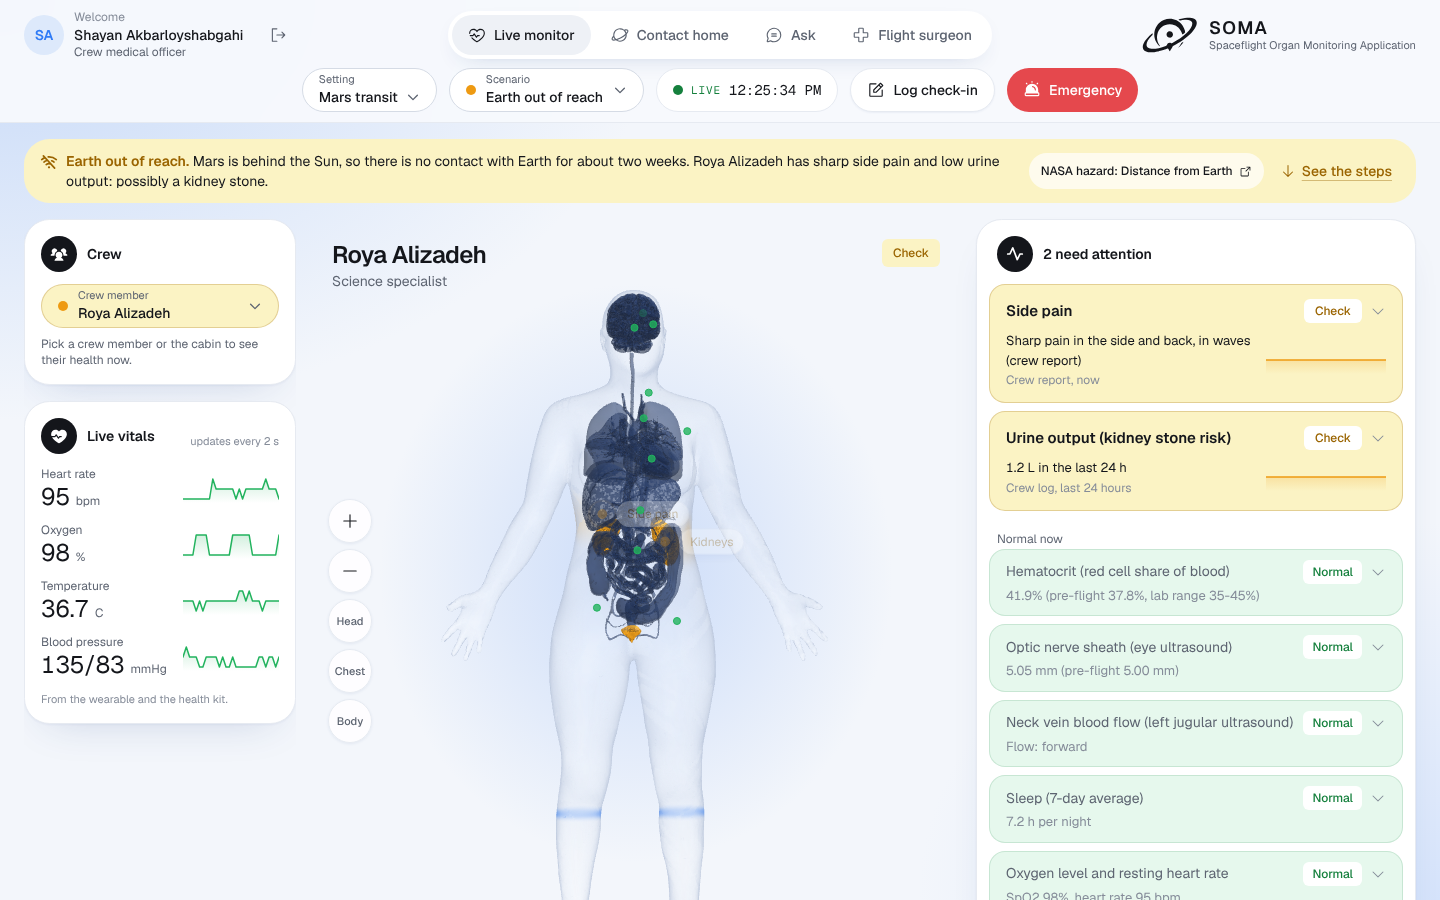 SA
Welcome
Shayan Akbarloyshabgahi
Crew medical officer
Live monitor
Contact home
Ask
Flight surgeon
SOMA
Spaceflight Organ Monitoring Application
Setting
Mars transit
Scenario
Earth out of reach
LIVE 12:25:34 PM
Log check-in
Emergency
Earth out of reach. Mars is behind the Sun, so there is no contact with Earth for about two weeks. Roya Alizadeh has sharp side pain and low urine
output: possibly a kidney stone.
NASA hazard: Distance from Earth
See the steps
Crew
Crew member
Roya Alizadeh
Pick a crew member or the cabin to see
their health now.
Live vitals
updates every 2 s
Heart rate
95 bpm
Oxygen
98 %
Temperature
36.7 C
Blood pressure
135/83 mmHg
From the wearable and the health kit.
Roya Alizadeh
Science specialist
Check
Side pain
Kidneys
Head
Chest
Body
2 need attention
Side pain
Check
Sharp pain in the side and back, in waves
(crew report)
Crew report, now
Urine output (kidney stone risk)
Check
1.2 L in the last 24 h
Crew log, last 24 hours
Normal now
Hematocrit (red cell share of blood)
Normal
41.9% (pre-flight 37.8%, lab range 35-45%)
Optic nerve sheath (eye ultrasound)
Normal
5.05 mm (pre-flight 5.00 mm)
Neck vein blood flow (left jugular ultrasound)
Normal
Flow: forward
Sleep (7-day average)
Normal
7.2 h per night
Oxygen level and resting heart rate
Normal
SpO2 98%, heart rate 95 bpm